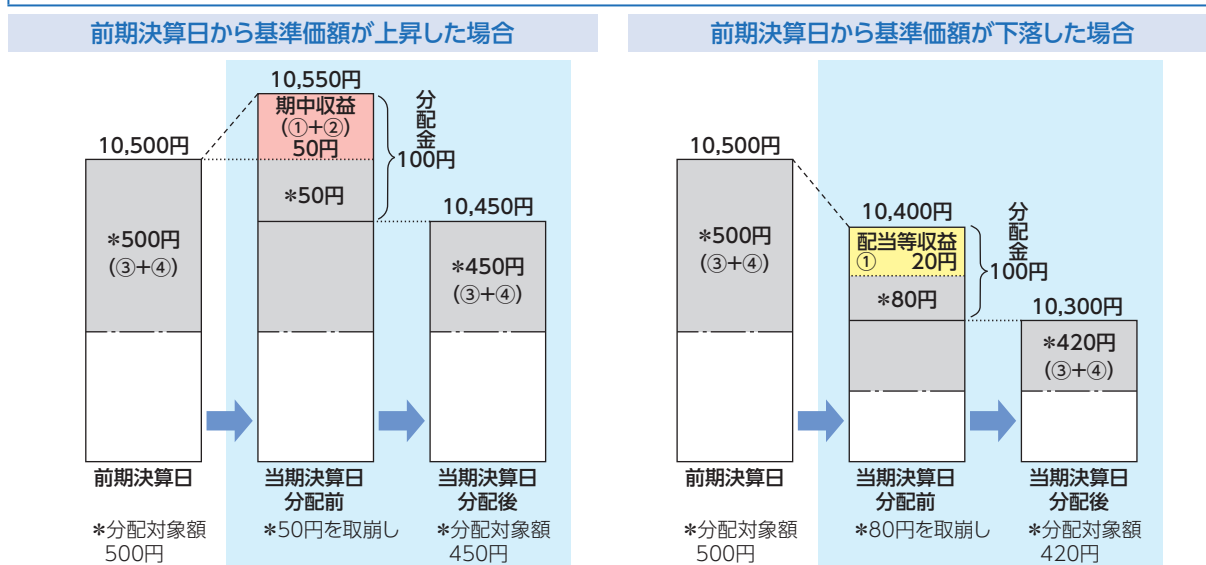 前期決算日から基準価額が上昇した場合
10,550円
期中収益
(①+②)
50円
分配金
100円
10,500円
*50円
10,450円
*500円
(③+④)
*450円
(③+④)
前期決算日
当期決算日
分配前
当期決算日
分配後
*分配対象額
500円
*50円を取崩し
*分配対象額
450円
前期決算日から基準価額が下落した場合
10,500円
10,400円
分配金
100円
*500円
(③+④)
配当等収益
① 20円
*80円
10,300円
*420円
(③+④)
前期決算日
当期決算日
分配前
当期決算日
分配後
*分配対象額
500円
*80円を取崩し
*分配対象額
420円